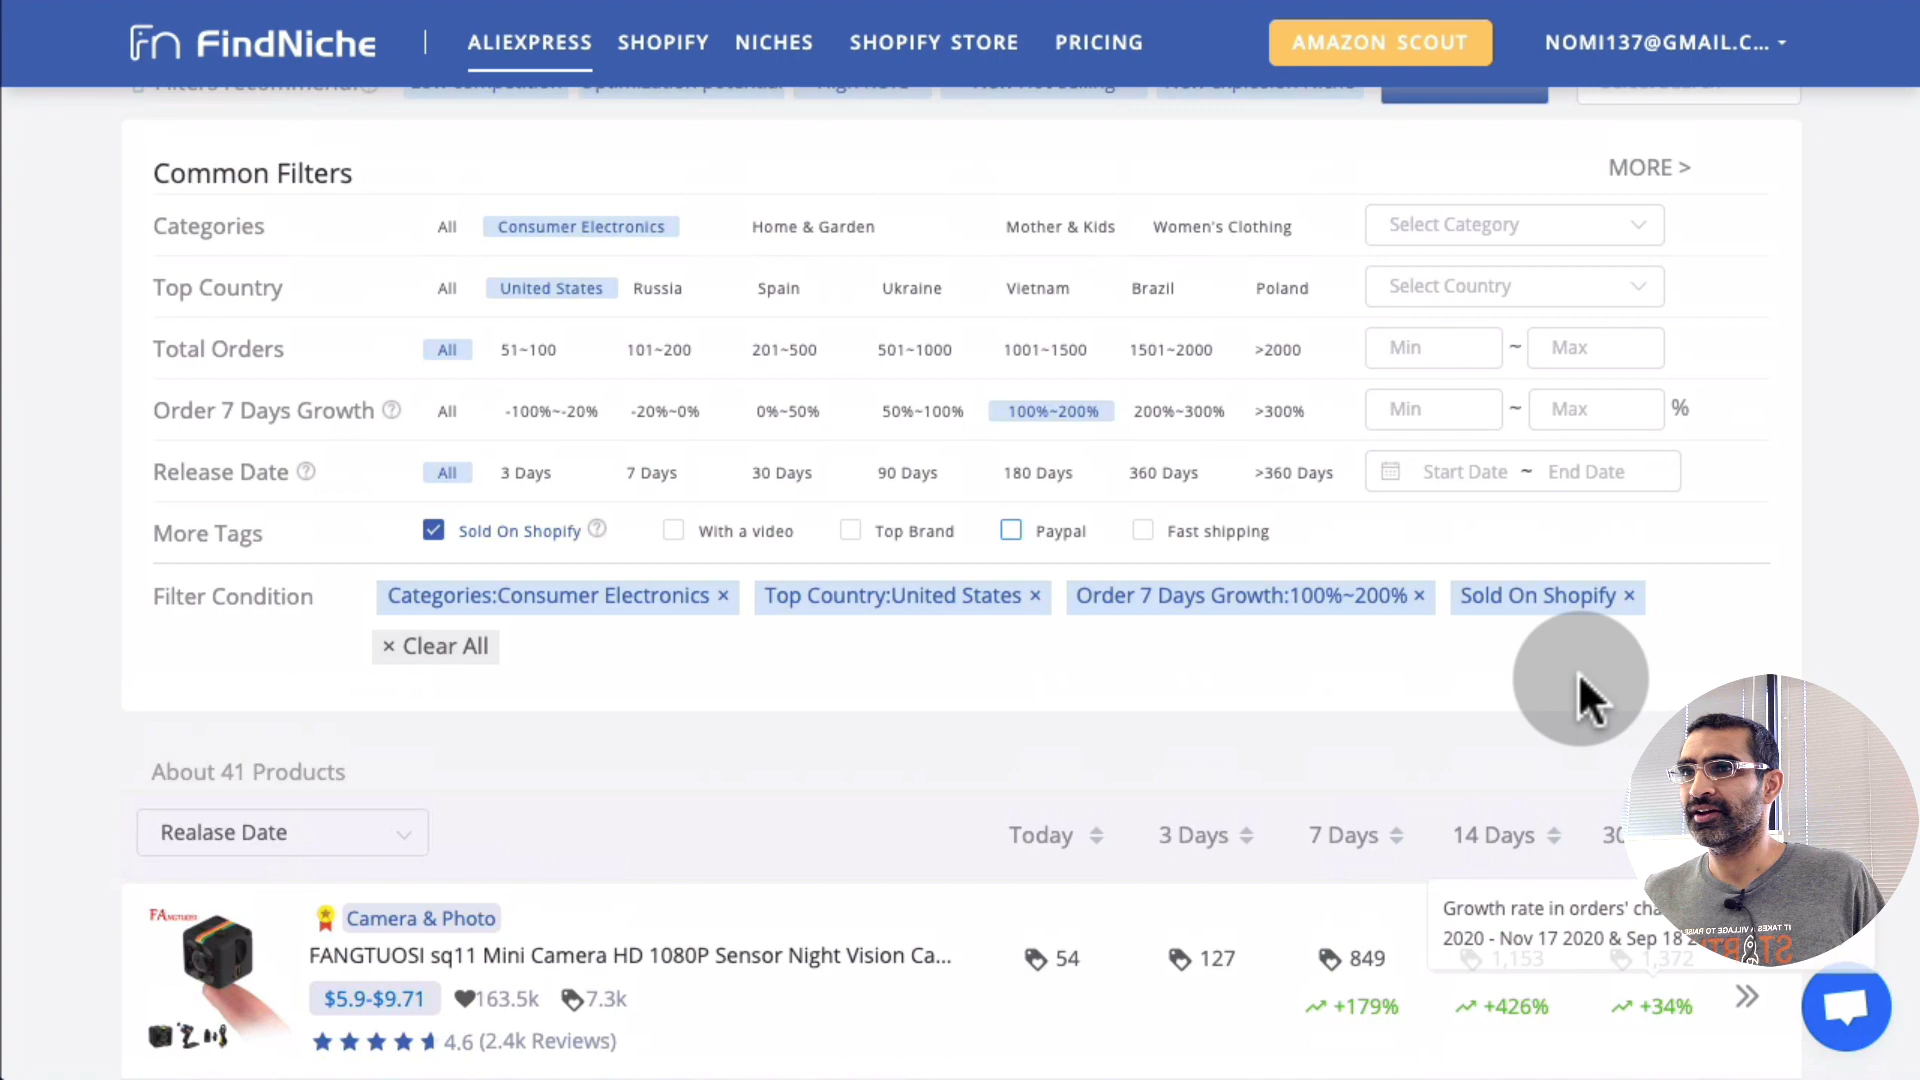 FindNiche | ALIEXPRESS SHOPIFY NICHES SHOPIFY STORE PRICING AMAZON SCOUT NOMI137@GMAIL.C...
Common Filters MORE >
Categories All Consumer Electronics Home & Garden Mother & Kids Women's Clothing Select Category
Top Country All United States Russia Spain Ukraine Vietnam Brazil Poland Select Country
Total Orders All 51~100 101~200 201~500 501~1000 1001~1500 1501~2000 >2000 Min ~ Max
Order 7 Days Growth ? All -100%~-20% -20%~0% 0%~50% 50%~100% 100%~200% 200%~300% >300% Min ~ Max %
Release Date ? All 3 Days 7 Days 30 Days 90 Days 180 Days 360 Days >360 Days Start Date ~ End Date
More Tags Sold On Shopify ? With a video Top Brand Paypal Fast shipping
Filter Condition Categories:Consumer Electronics × Top Country:United States × Order 7 Days Growth:100%~200% × Sold On Shopify ×
× Clear All
About 41 Products
Realase Date Today 3 Days 7 Days 14 Days 30
FANGTUOSI
Camera & Photo
FANGTUOSI sq11 Mini Camera HD 1080P Sensor Night Vision Ca...
54 127 849 1,153 1,372
Growth rate in orders' cha
2020 - Nov 17 2020 & Sep 18 2
$5.9-$9.71 163.5k 7.3k
+179% +426% +34%
4.6 (2.4k Reviews)